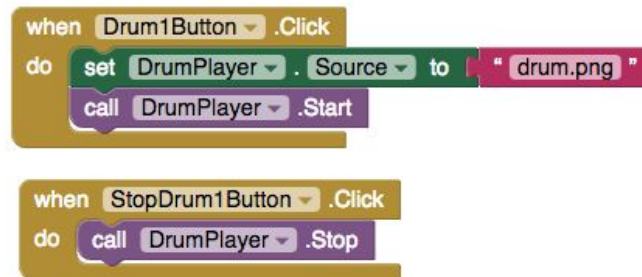 when Drum1Button .Click
do set DrumPlayer . Source to " drum.png "
call DrumPlayer .Start
when StopDrum1Button .Click
do call DrumPlayer .Stop